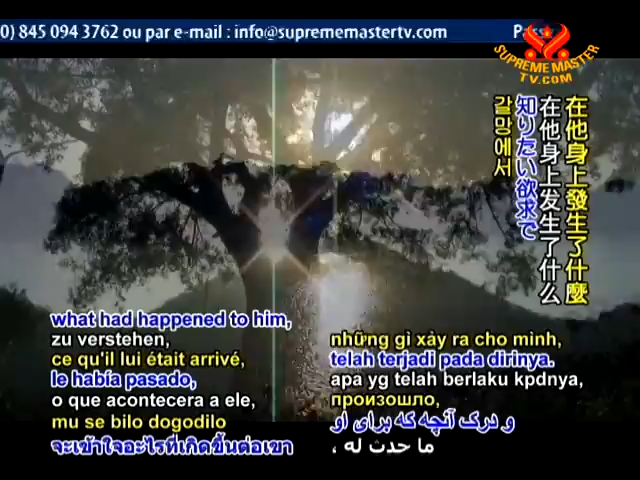 0) 845 094 3762 ou par e-mail : info@suprememastertv.com
SUPREME MASTER
TV.COM
在他身上發生了什麼
在他身上发生了什么
知りたい欲求で
갈망에서
what had happened to him,
zu verstehen,
ce qu'il lui était arrivé,
le había pasado,
o que acontecera a ele,
mu se bilo dogodilo
จะเข้าใจอะไรที่เกิดขึ้นต่อเขา
những gì xảy ra cho mình,
telah terjadi pada dirinya.
apa yg telah berlaku kpdnya,
произошло,
و درک آنچه که برای او
ما حدث له ،